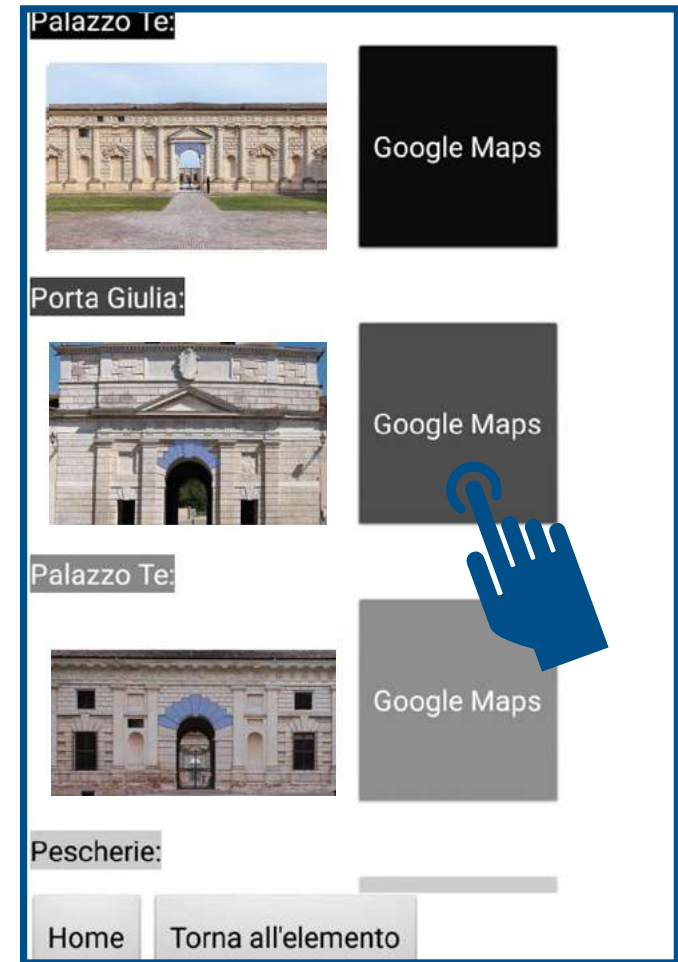 Palazzo Te:
Google Maps
Porta Giulia:
Google Maps
Palazzo Te:
Google Maps
Pescherie:
Home
Torna all'elemento